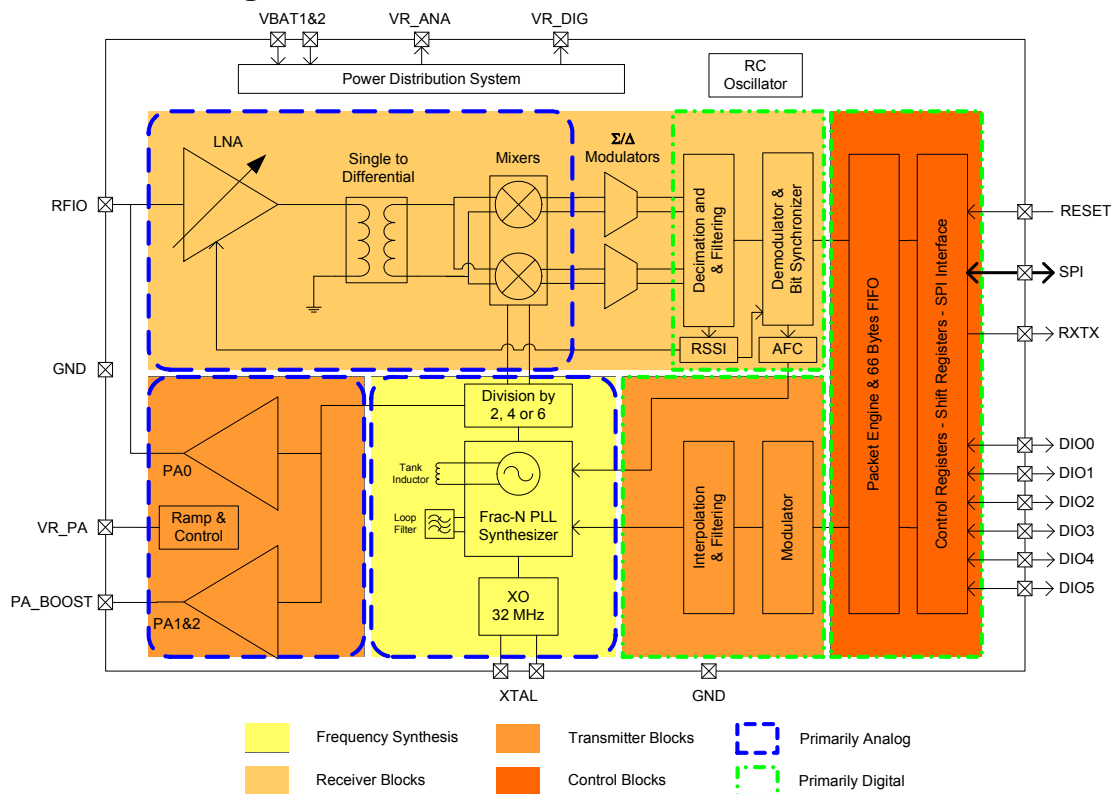 VBAT1&2
VR_ANA
VR_DIG
Power Distribution System
RC
Oscillator
LNA
Single to
Differential
Mixers
Σ/Δ
Modulators
Decimation and
& Filtering
Demodulator &
Bit Synchronizer
RSSI
AFC
Packet Engine & 66 Bytes FIFO
Control Registers - Shift Registers - SPI Interface
RFIO
GND
VR_PA
PA_BOOST
RESET
SPI
RXTX
DIO0
DIO1
DIO2
DIO3
DIO4
DIO5
PA0
Ramp &
Control
PA1&2
Division by
2, 4 or 6
Tank
Inductor
Loop
Filter
Frac-N PLL
Synthesizer
XO
32 MHz
Interpolation
& Filtering
Modulator
XTAL
GND
Frequency Synthesis
Transmitter Blocks
Primarily Analog
Receiver Blocks
Control Blocks
Primarily Digital